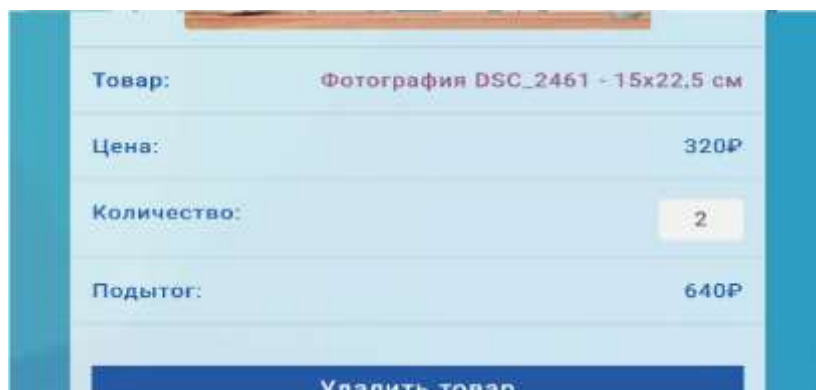 Товар: Фотография DSC_2461 - 15x22,5 см
Цена: 320₽
Количество: 2
Подытог: 640₽
Удалить товар